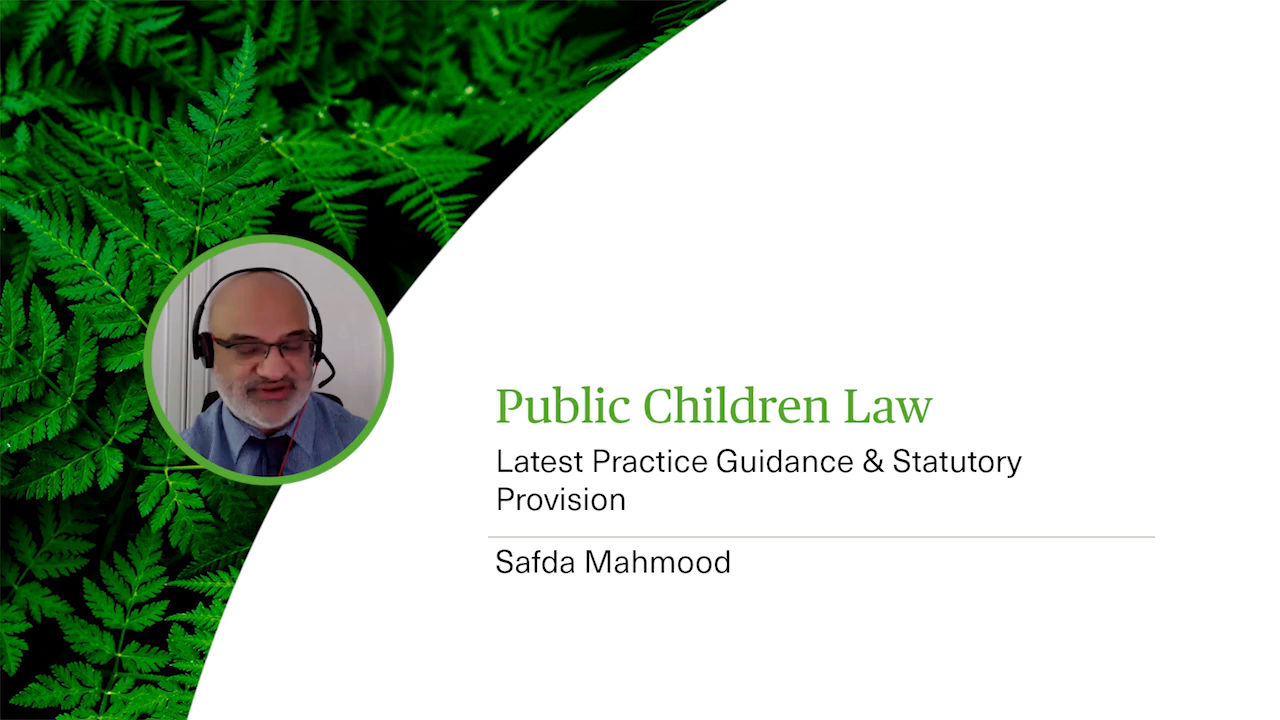 Public Children Law
Latest Practice Guidance & Statutory
Provision
Safda Mahmood